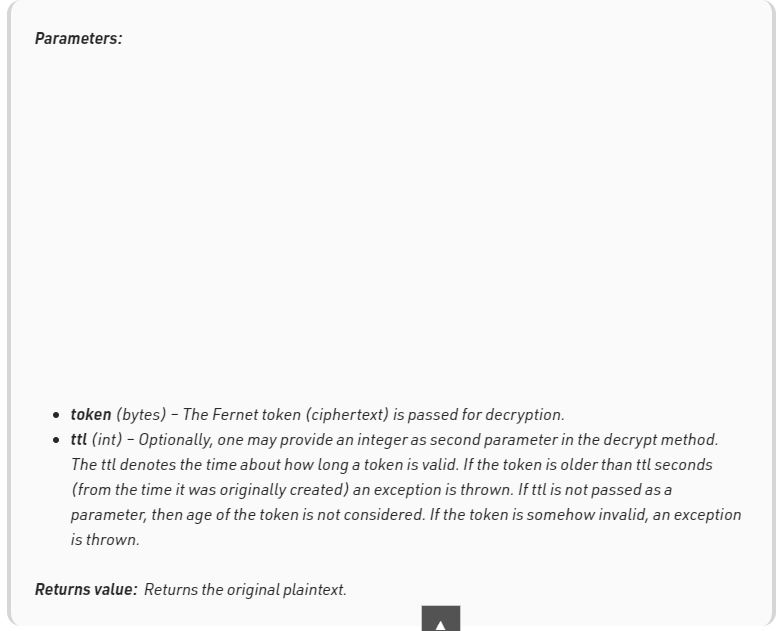 Parameters:
• token (bytes) – The Fernet token (ciphertext) is passed for decryption.
• ttl (int) – Optionally, one may provide an integer as second parameter in the decrypt method.
The ttl denotes the time about how long a token is valid. If the token is older than ttl seconds
(from the time it was originally created) an exception is thrown. If ttl is not passed as a
parameter, then age of the token is not considered. If the token is somehow invalid, an exception
is thrown.
Returns value: Returns the original plaintext.